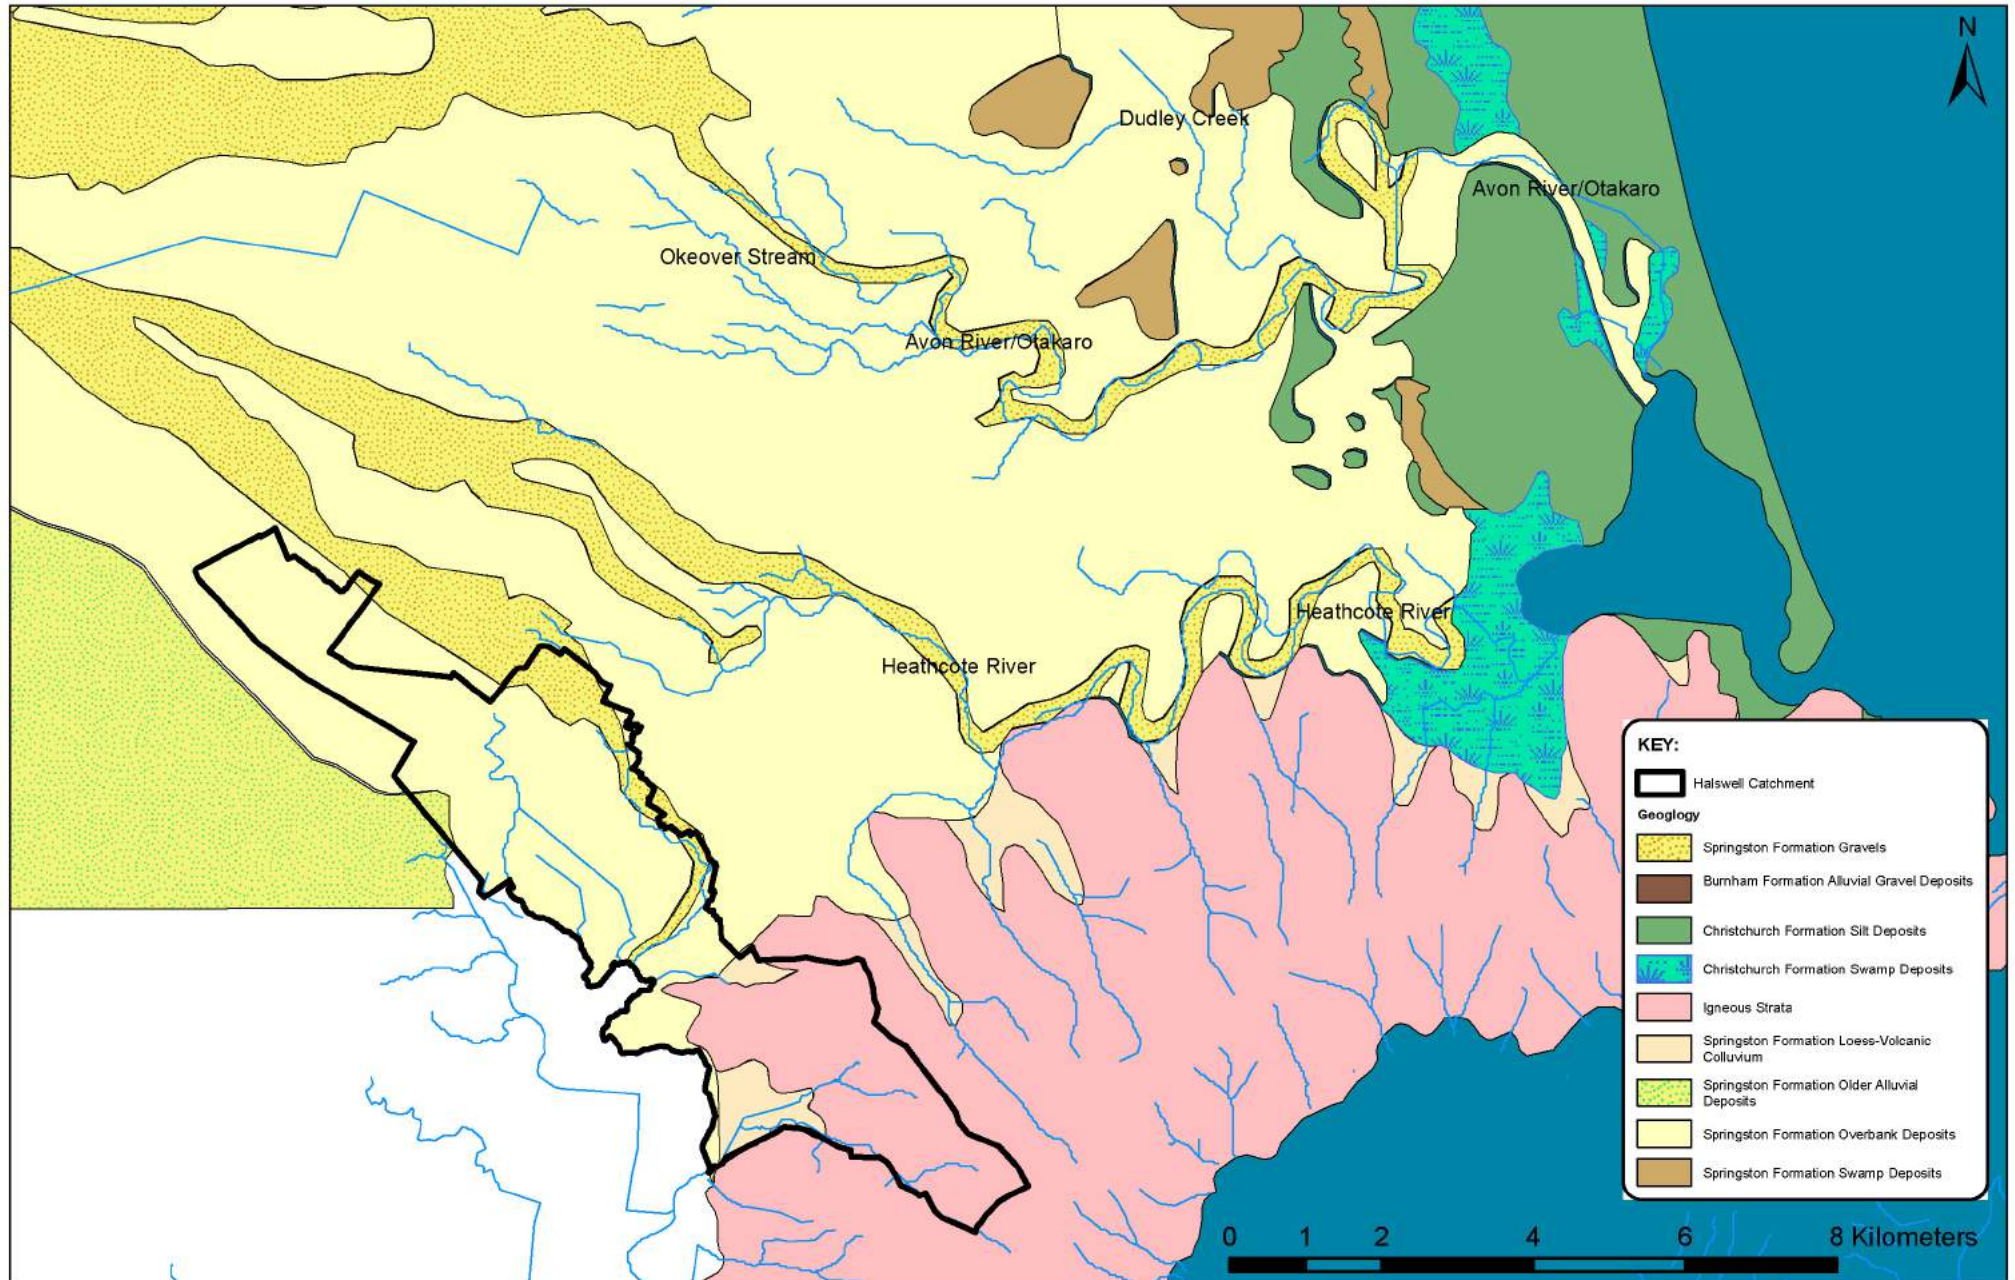 N
Dudley Creek
Avon River/Otakaro
Okeover Stream
Avon River/Otakaro
Heathcote River
Heathcote River
KEY:
Halswell Catchment
Geoglogy
Springston Formation Gravels
Burnham Formation Alluvial Gravel Deposits
Christchurch Formation Silt Deposits
Christchurch Formation Swamp Deposits
Igneous Strata
Springston Formation Loess-Volcanic
Colluvium
Springston Formation Older Alluvial
Deposits
Springston Formation Overbank Deposits
Springston Formation Swamp Deposits
0 1 2 4 6 8 Kilometers